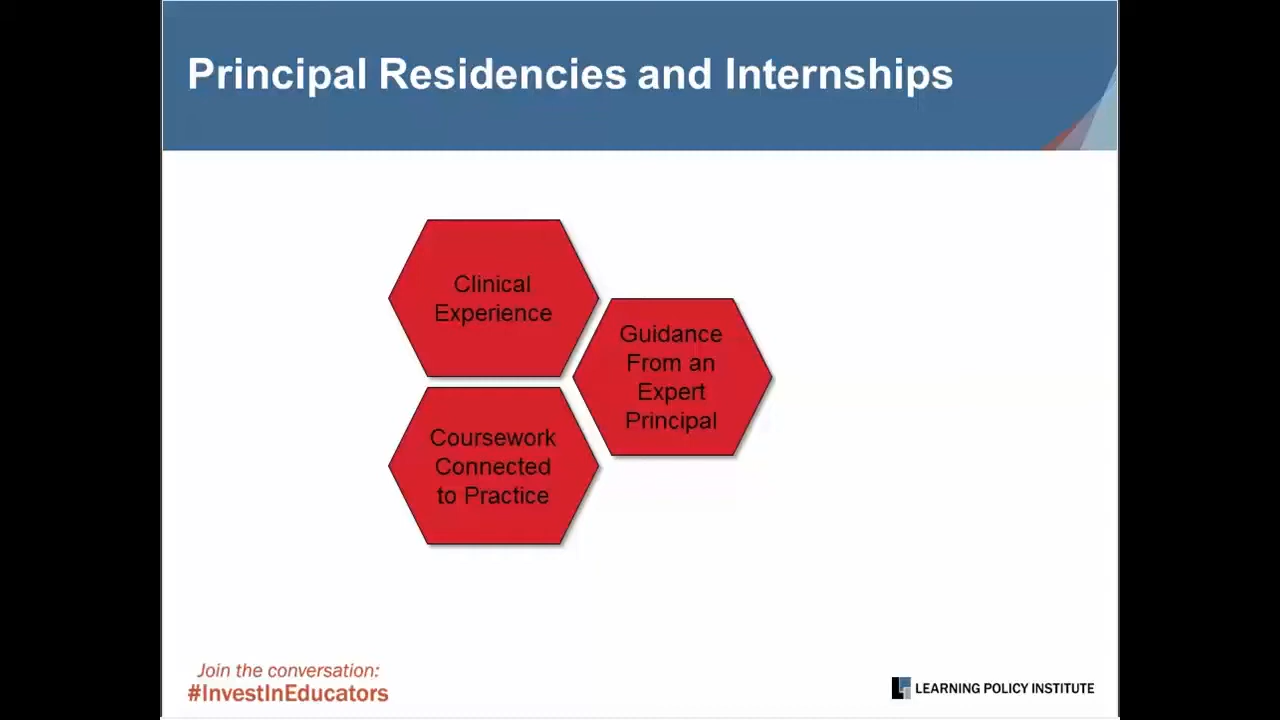 Principal Residencies and Internships
Clinical
Experience
Guidance
From an
Expert
Principal
Coursework
Connected
to Practice
Join the conversation:
#InvestInEducators
LEARNING POLICY INSTITUTE